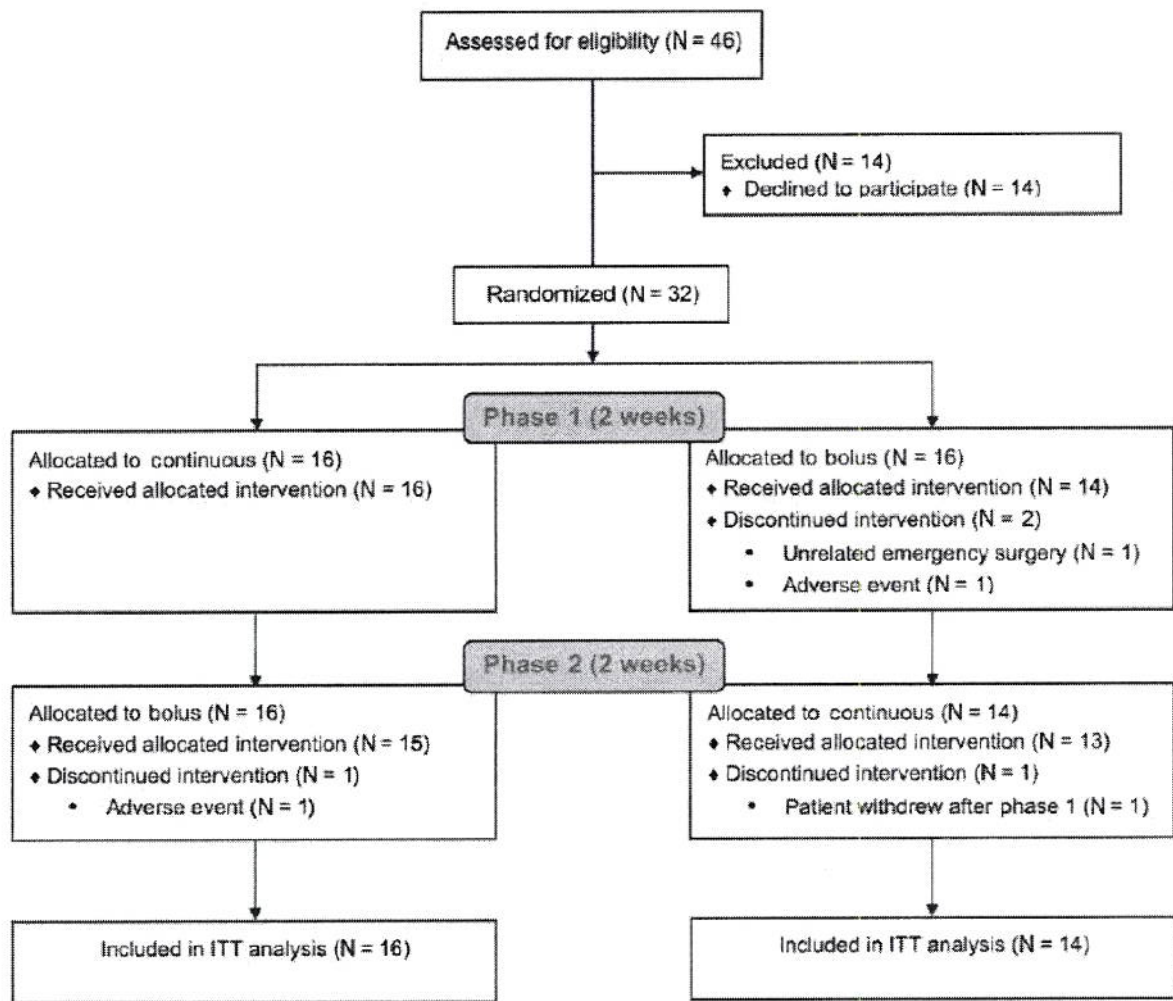 Assessed for eligibility (N = 46)
Excluded (N = 14)
♦ Declined to participate (N = 14)
Randomized (N = 32)
Phase 1 (2 weeks)
Allocated to continuous (N = 16)
♦ Received allocated intervention (N = 16)
Allocated to bolus (N = 16)
♦ Received allocated intervention (N = 14)
♦ Discontinued intervention (N = 2)
• Unrelated emergency surgery (N = 1)
• Adverse event (N = 1)
Phase 2 (2 weeks)
Allocated to bolus (N = 16)
♦ Received allocated intervention (N = 15)
♦ Discontinued intervention (N = 1)
• Adverse event (N = 1)
Allocated to continuous (N = 14)
♦ Received allocated intervention (N = 13)
♦ Discontinued intervention (N = 1)
• Patient withdrew after phase 1 (N = 1)
Included in ITT analysis (N = 16)
Included in ITT analysis (N = 14)